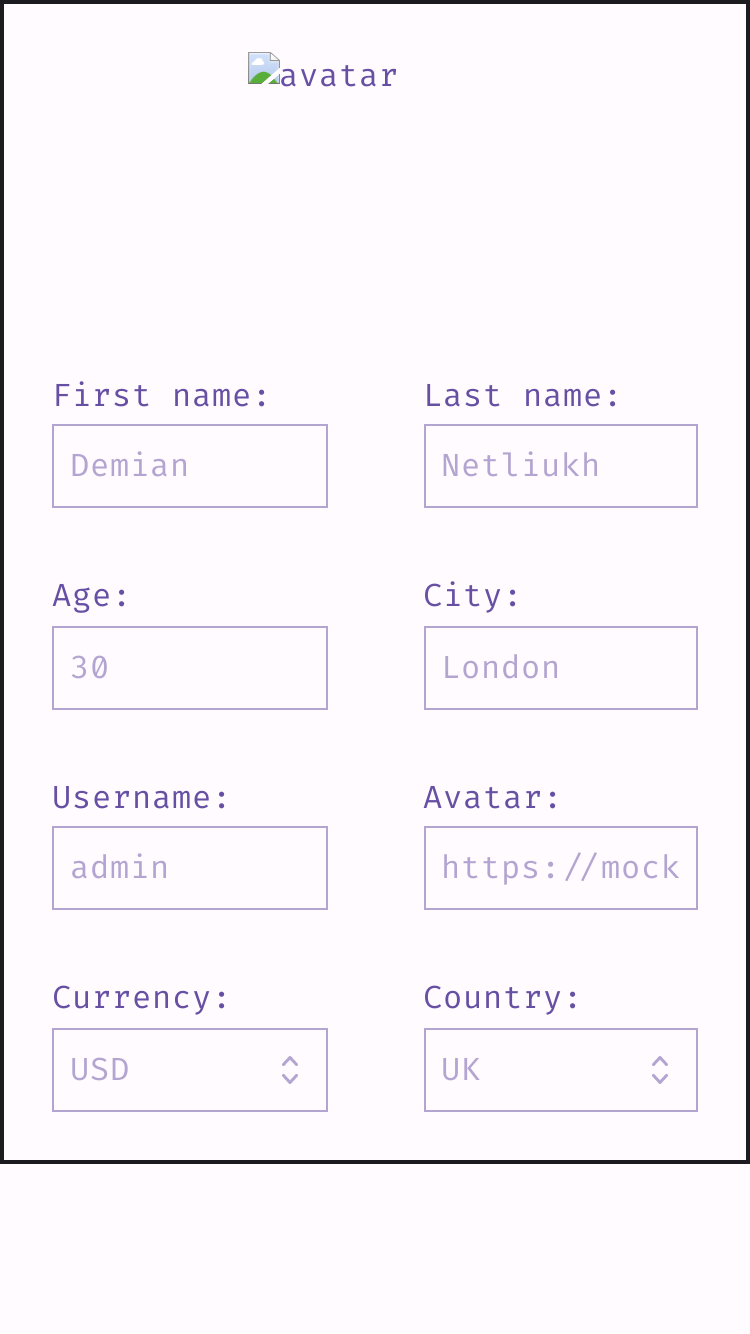 avatar
First name: Last name:
Demian Netliukh
Age: City:
30 London
Username: Avatar:
admin https://mock
Currency: Country:
USD UK